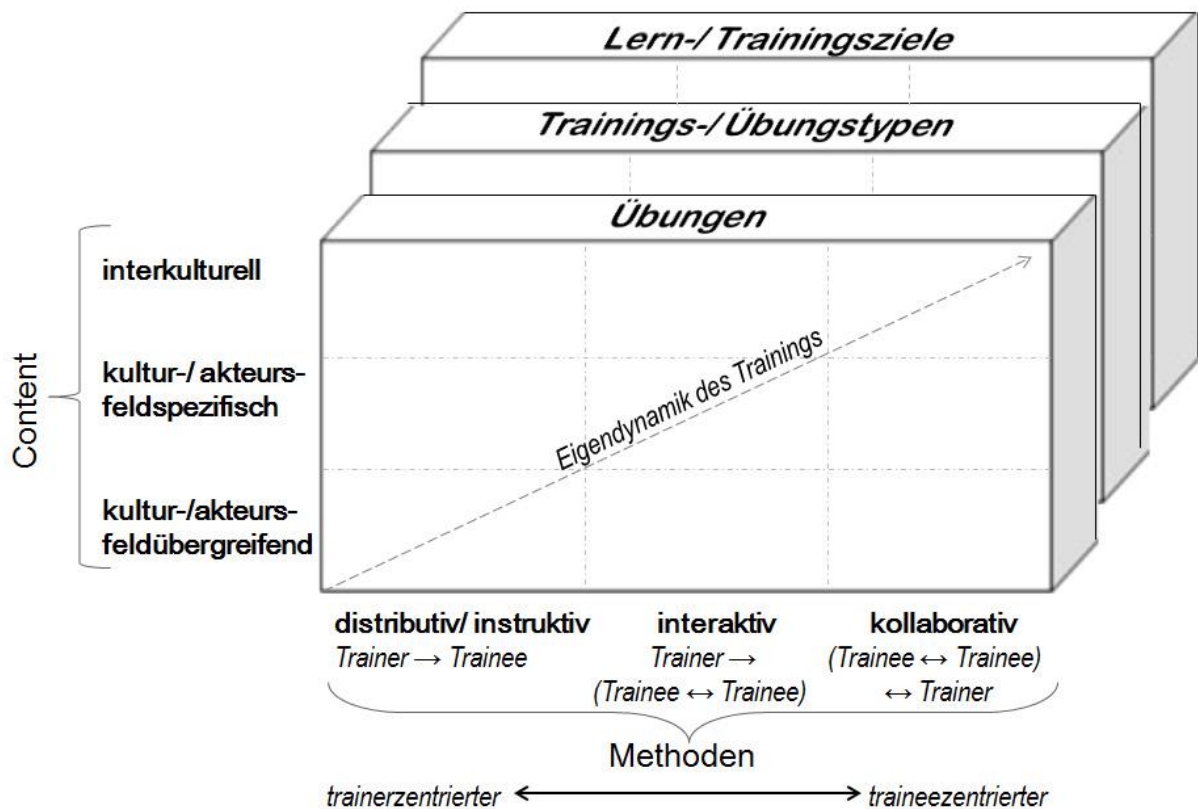 Lern-/ Trainingsziele
Trainings-/ Übungstypen
Übungen
Content
interkulturell
kultur-/ akteurs-
feldspezifisch
kultur-/akteurs-
feldübergreifend
Eigendynamik des Trainings
distributiv/ instruktiv
Trainer → Trainee
interaktiv
Trainer →
(Trainee ↔ Trainee)
kollaborativ
(Trainee ↔ Trainee)
↔ Trainer
Methoden
trainerzentrierter
traineezentrierter